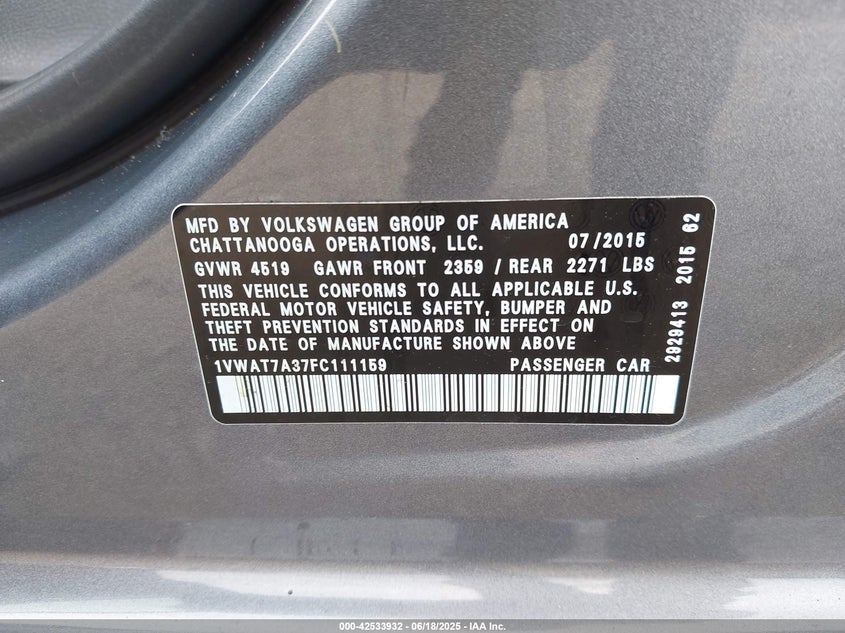 MFD BY VOLKSWAGEN GROUP OF AMERICA
CHATTANOOGA OPERATIONS, LLC. 07/2015
GVWR 4519 GAWR FRONT 2359 / REAR 2271 LBS
THIS VEHICLE CONFORMS TO ALL APPLICABLE U.S.
FEDERAL MOTOR VEHICLE SAFETY, BUMPER AND
THEFT PREVENTION STANDARDS IN EFFECT ON
THE DATE OF MANUFACTURE SHOWN ABOVE
1VWAT7A37FC111159 PASSENGER CAR
2929413 2015 62
000-42533932 - 06/18/2025 - IAA Inc.